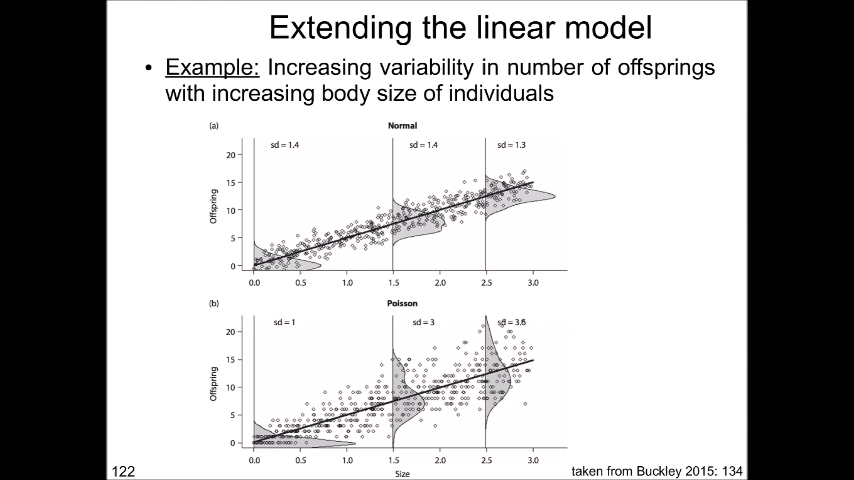 Extending the linear model
• Example: Increasing variability in number of offsprings
with increasing body size of individuals
(a)
Normal
sd = 1.4
sd = 1.4
sd = 1.3
Offspring
20
15
10
5
0
0.0 0.5 1.0 1.5 2.0 2.5 3.0
(b)
Poisson
sd = 1
sd = 3
sd = 3.6
Offspring
20
15
10
5
0
0.0 0.5 1.0 1.5 2.0 2.5 3.0
Size
122
taken from Buckley 2015: 134